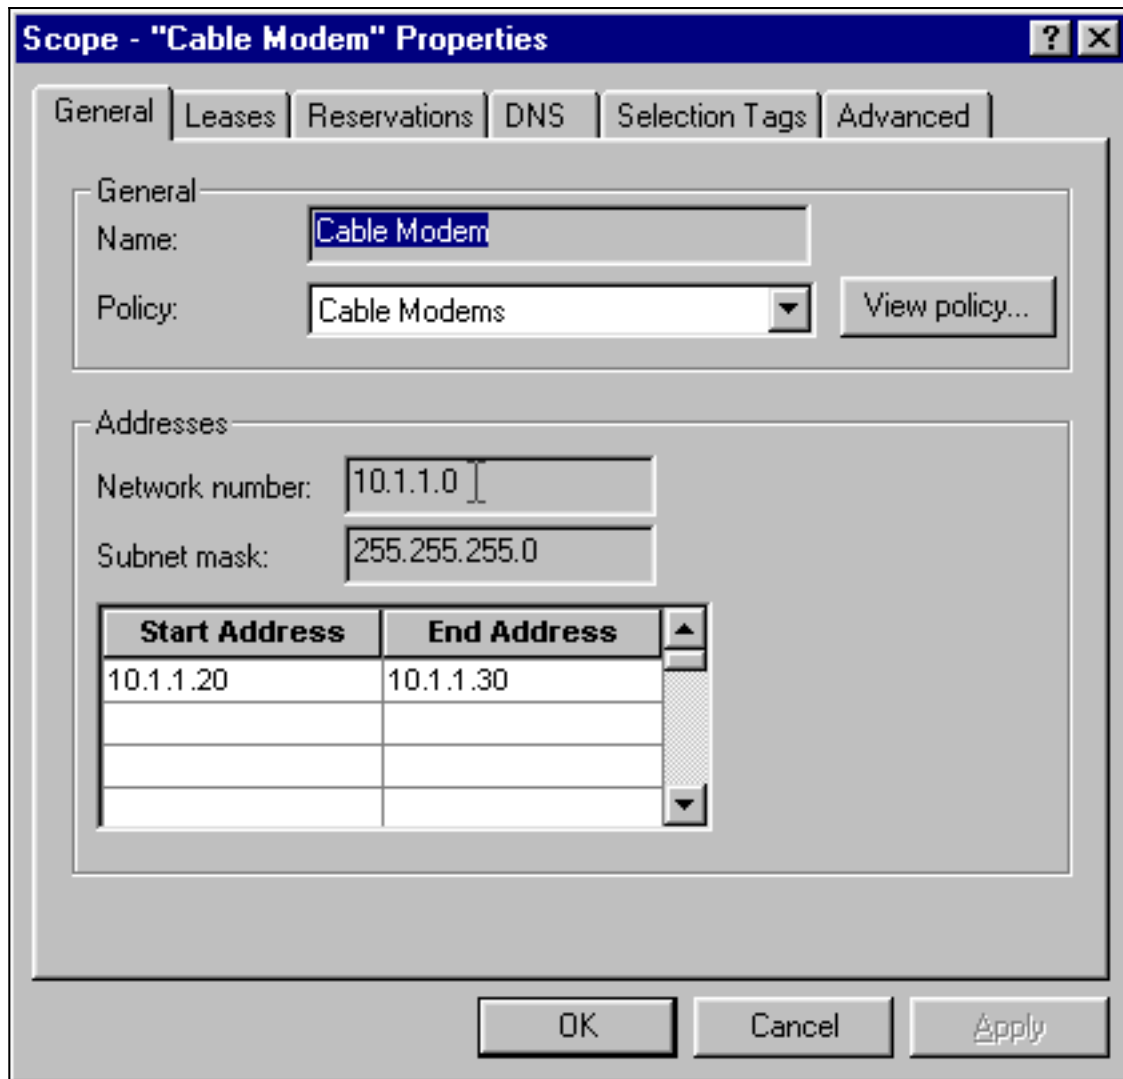 Scope - "Cable Modem" Properties ?
General Leases Reservations DNS Selection Tags Advanced
General
Name: Cable Modem
Policy: Cable Modems View policy...
Addresses
Network number: 10.1.1.0
Subnet mask: 255.255.255.0
Start Address End Address
10.1.1.20 10.1.1.30
OK Cancel Apply